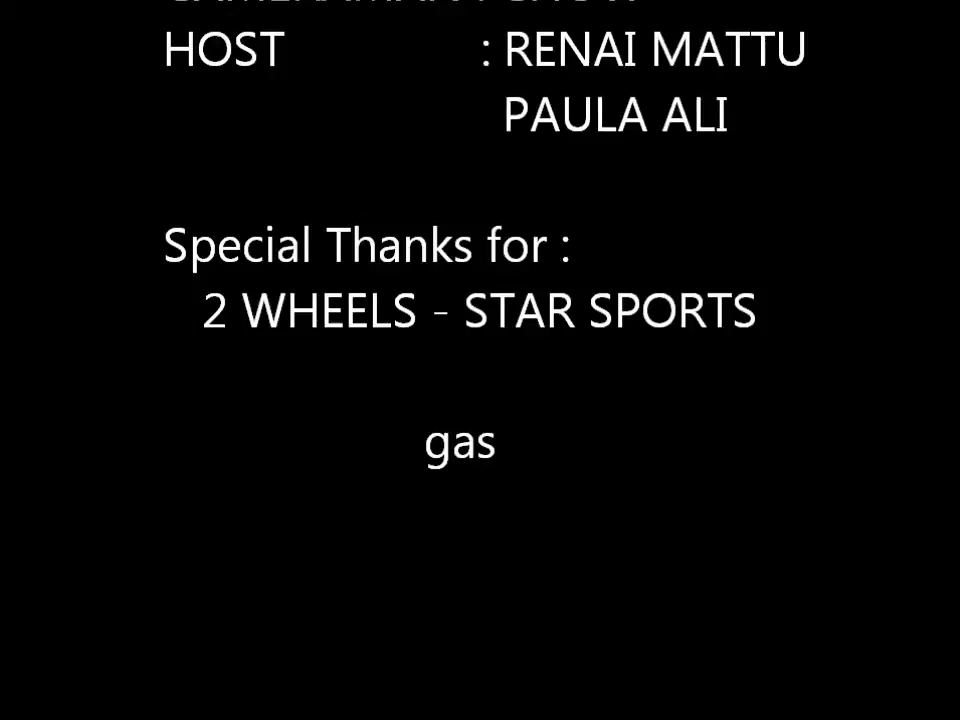 HOST : RENAI MATTU
PAULA ALI
Special Thanks for :
2 WHEELS - STAR SPORTS
gas